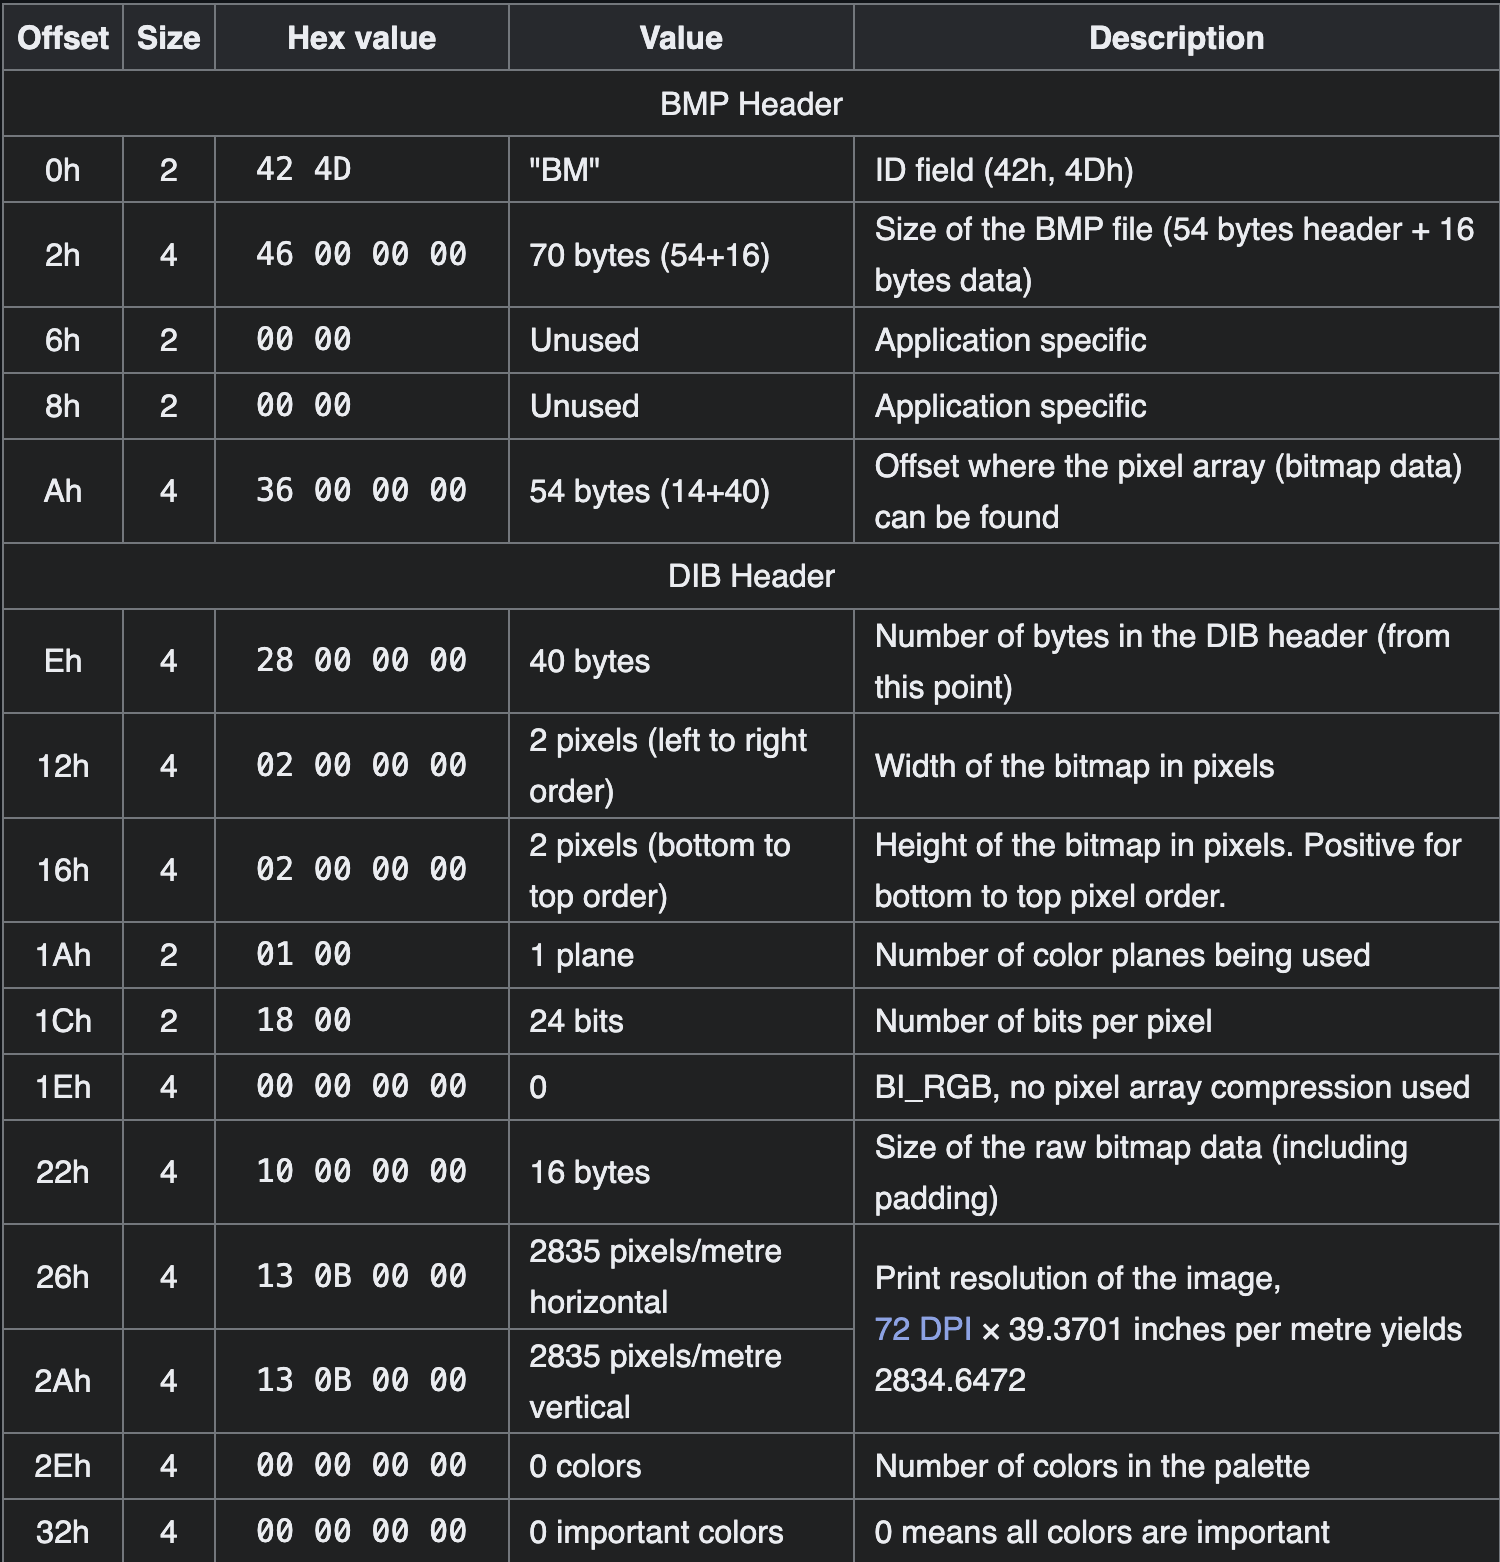 Offset Size Hex value Value Description
BMP Header
0h 2 42 4D "BM" ID field (42h, 4Dh)
2h 4 46 00 00 00 70 bytes (54+16) Size of the BMP file (54 bytes header + 16
bytes data)
6h 2 00 00 Unused Application specific
8h 2 00 00 Unused Application specific
Ah 4 36 00 00 00 54 bytes (14+40) Offset where the pixel array (bitmap data)
can be found
DIB Header
Eh 4 28 00 00 00 40 bytes Number of bytes in the DIB header (from
this point)
12h 4 02 00 00 00 2 pixels (left to right
order) Width of the bitmap in pixels
16h 4 02 00 00 00 2 pixels (bottom to
top order) Height of the bitmap in pixels. Positive for
bottom to top pixel order.
1Ah 2 01 00 1 plane Number of color planes being used
1Ch 2 18 00 24 bits Number of bits per pixel
1Eh 4 00 00 00 00 0 BI_RGB, no pixel array compression used
22h 4 10 00 00 00 16 bytes Size of the raw bitmap data (including
padding)
26h 4 13 0B 00 00 2835 pixels/metre
horizontal Print resolution of the image,
72 DPI × 39.3701 inches per metre yields
2834.6472
2Ah 4 13 0B 00 00 2835 pixels/metre
vertical
2Eh 4 00 00 00 00 0 colors Number of colors in the palette
32h 4 00 00 00 00 0 important colors 0 means all colors are important